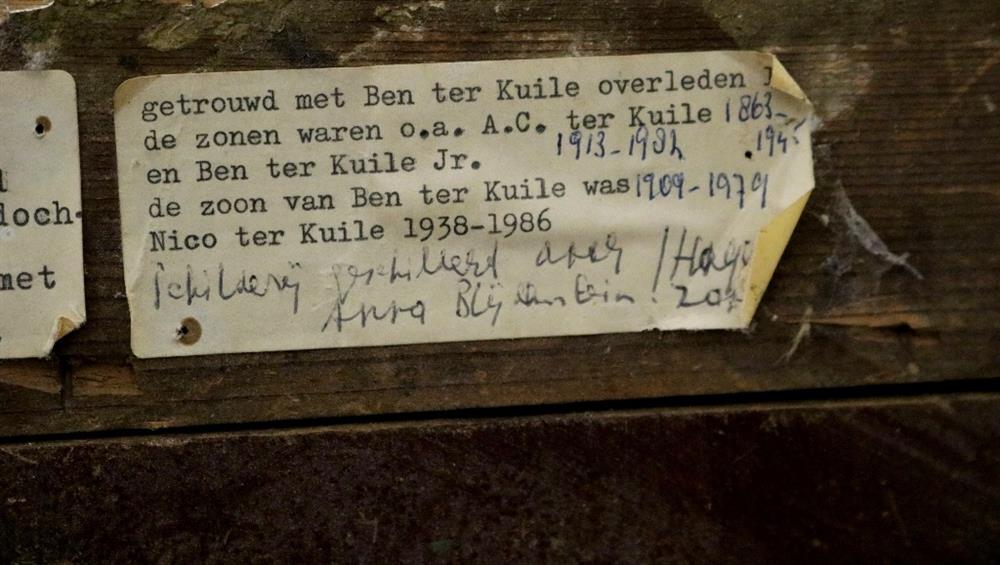 doch-
met
getrouwd met Ben ter Kuile overleden
de zonen waren o.a. A.C. ter Kuile 1863-
en Ben ter Kuile Jr. 1913-1982 .194
de zoon van Ben ter Kuile was 1909-1979
Nico ter Kuile 1938-1986
schilderij geschilderd door
Anna Blijdenstein.